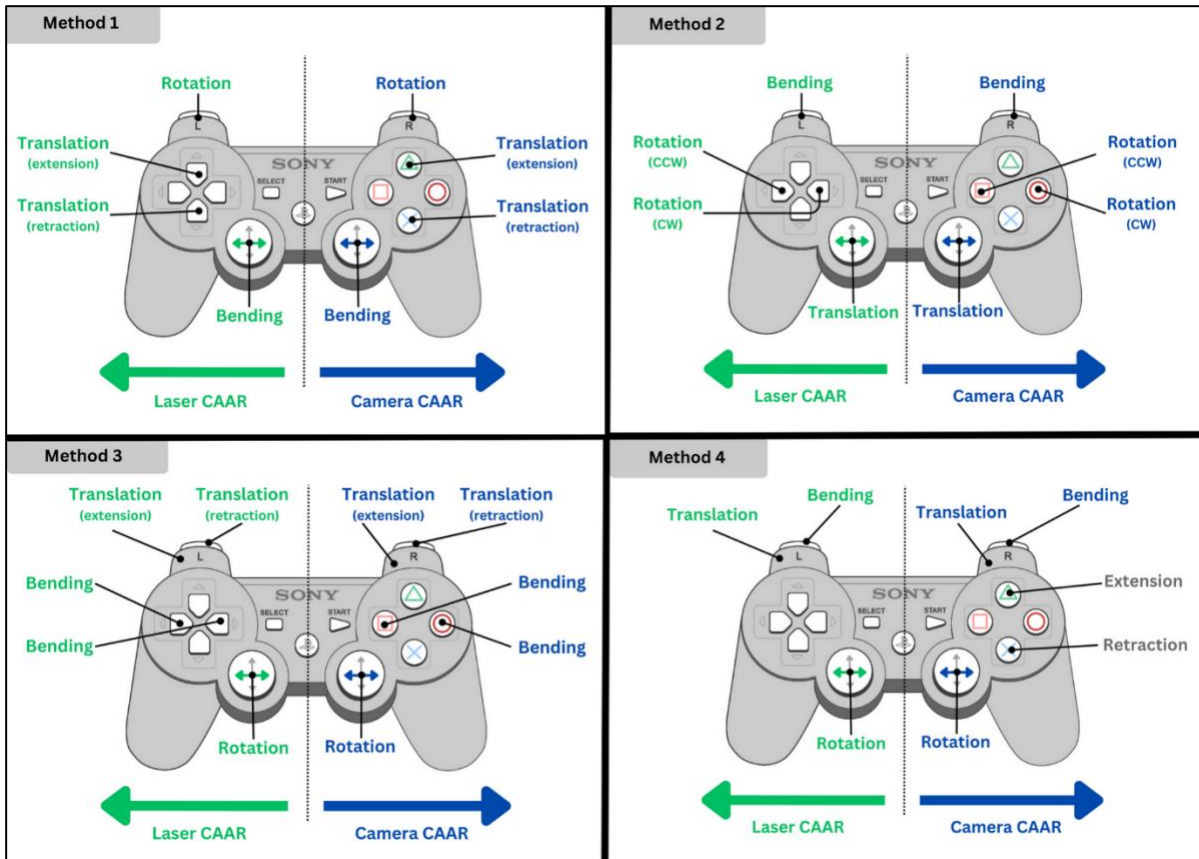 Method 1
Rotation
Rotation
Translation
(extension)
Translation
(extension)
Translation
(retraction)
Translation
(retraction)
L
R
SONY
SELECT
START
Bending
Bending
Laser CAAR
Camera CAAR
Method 2
Bending
Bending
Rotation
(CCW)
Rotation
(CCW)
Rotation
(CW)
Rotation
(CW)
L
R
SONY
SELECT
START
Translation
Translation
Laser CAAR
Camera CAAR
Method 3
Translation
(extension)
Translation
(retraction)
Translation
(extension)
Translation
(retraction)
L
R
Bending
Bending
SONY
SELECT
START
Bending
Bending
Rotation
Rotation
Laser CAAR
Camera CAAR
Method 4
Bending
Bending
Translation
Translation
L
R
Extension
SONY
SELECT
START
Retraction
Rotation
Rotation
Laser CAAR
Camera CAAR